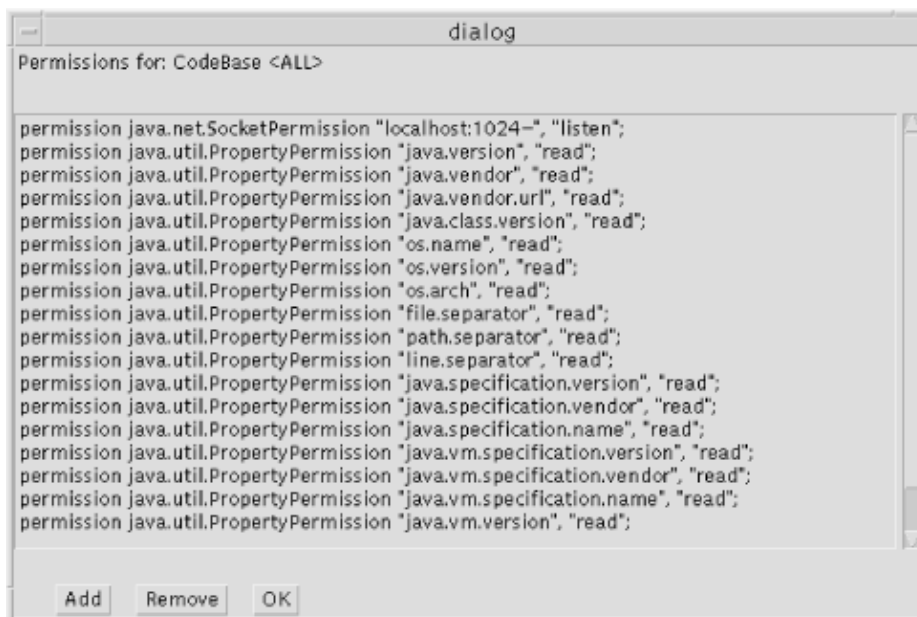 dialog
Permissions for: CodeBase <ALL>
permission java.net.SocketPermission "localhost:1024-", "listen";
permission java.util.PropertyPermission "java.version", "read";
permission java.util.PropertyPermission "java.vendor", "read";
permission java.util.PropertyPermission "java.vendor.url", "read";
permission java.util.PropertyPermission "java.class.version", "read";
permission java.util.PropertyPermission "os.name", "read";
permission java.util.PropertyPermission "os.version", "read";
permission java.util.PropertyPermission "os.arch", "read";
permission java.util.PropertyPermission "file.separator", "read";
permission java.util.PropertyPermission "path.separator", "read";
permission java.util.PropertyPermission "line.separator", "read";
permission java.util.PropertyPermission "java.specification.version", "read";
permission java.util.PropertyPermission "java.specification.vendor", "read";
permission java.util.PropertyPermission "java.specification.name", "read";
permission java.util.PropertyPermission "java.vm.specification.version", "read";
permission java.util.PropertyPermission "java.vm.specification.vendor", "read";
permission java.util.PropertyPermission "java.vm.specification.name", "read";
permission java.util.PropertyPermission "java.vm.version", "read";
Add Remove OK